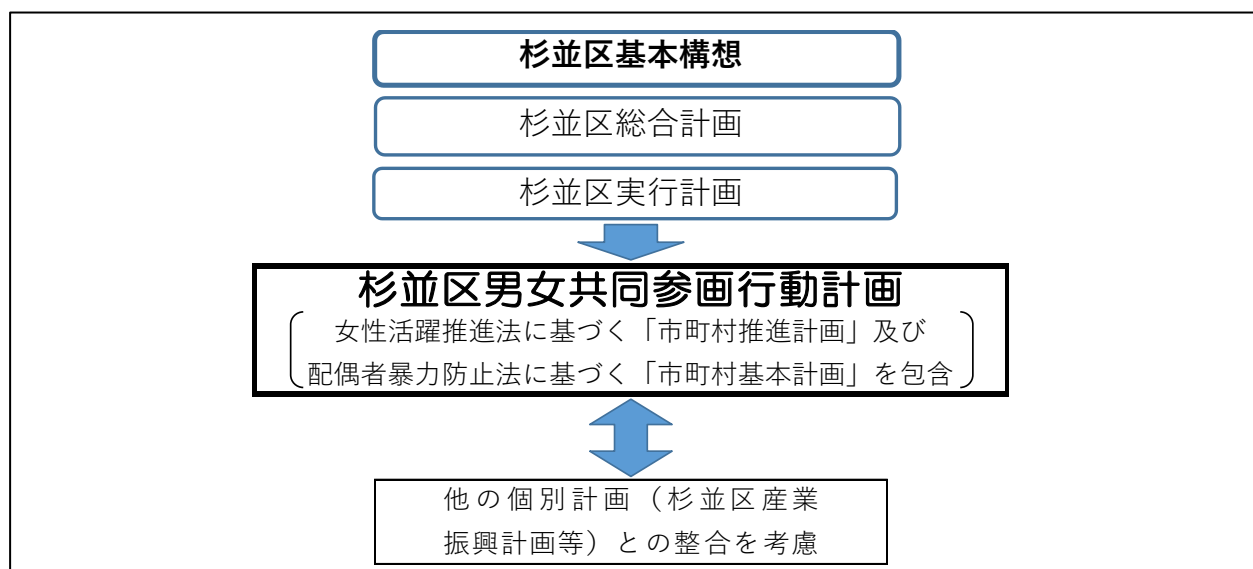 杉並区基本構想
杉並区総合計画
杉並区実行計画
杉並区男女共同参画行動計画
女性活躍推進法に基づく「市町村推進計画」及び
配偶者暴力防止法に基づく「市町村基本計画」を包含
他の個別計画（杉並区産業
振興計画等）との整合を考慮